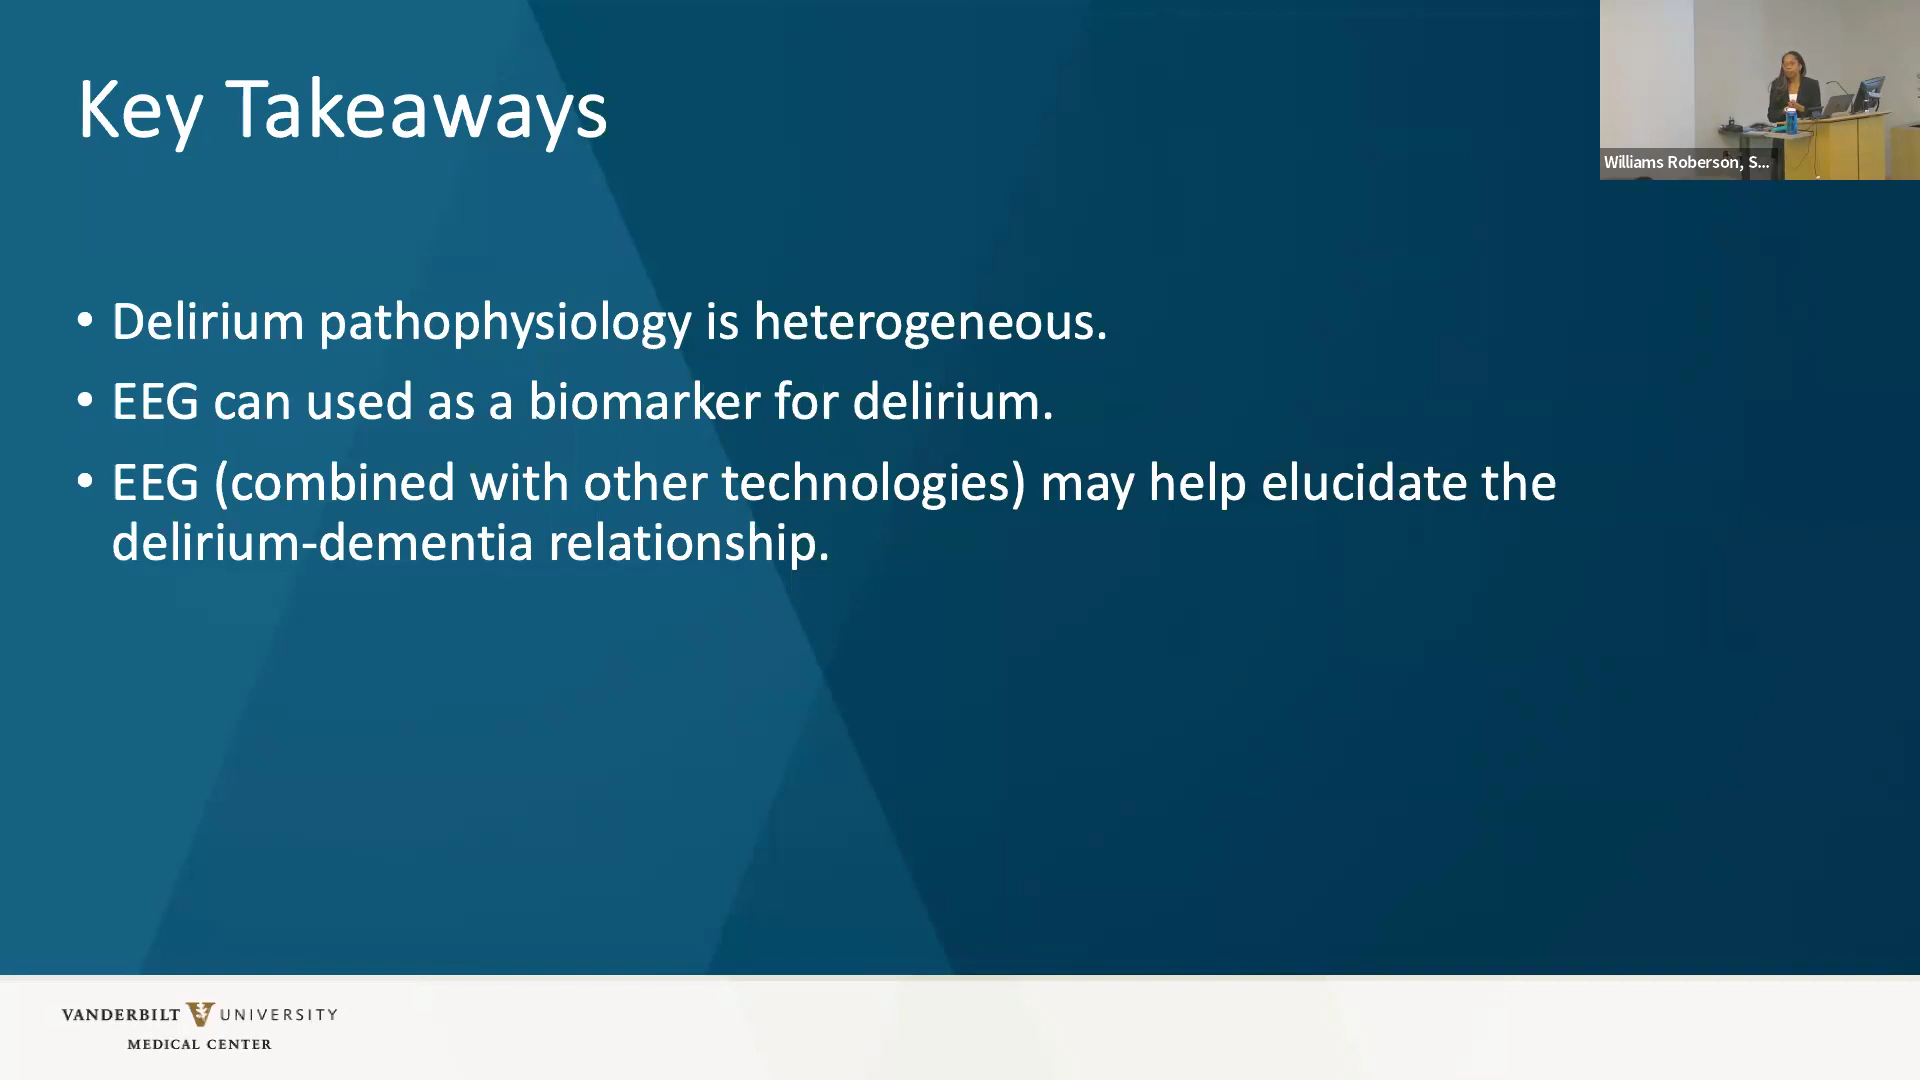 Key Takeaways
Williams Roberson, S...
• Delirium pathophysiology is heterogeneous.
• EEG can used as a biomarker for delirium.
• EEG (combined with other technologies) may help elucidate the
delirium-dementia relationship.
VANDERBILT V UNIVERSITY
MEDICAL CENTER